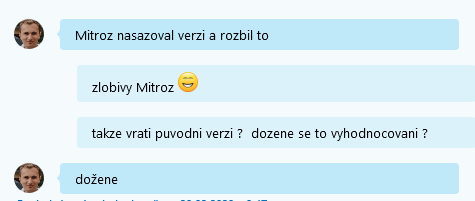 Mitroz nasazoval verzi a rozbil to
zlobivy Mitroz
takze vrati puvodni verzi ? dozene se to vyhodnocovani ?
dožene